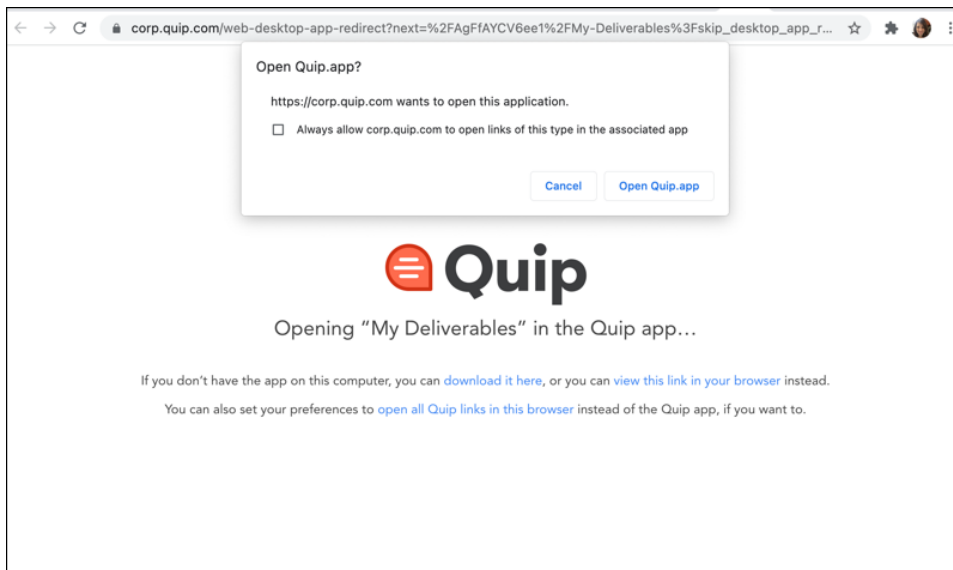 corp.quip.com/web-desktop-app-redirect?next=%2FAgFfAYCV6ee1%2FMy-Deliverables%3Fskip_desktop_app_r...
Open Quip.app?
https://corp.quip.com wants to open this application.
Always allow corp.quip.com to open links of this type in the associated app
Cancel Open Quip.app
Quip
Opening “My Deliverables” in the Quip app…
If you don’t have the app on this computer, you can download it here, or you can view this link in your browser instead.
You can also set your preferences to open all Quip links in this browser instead of the Quip app, if you want to.